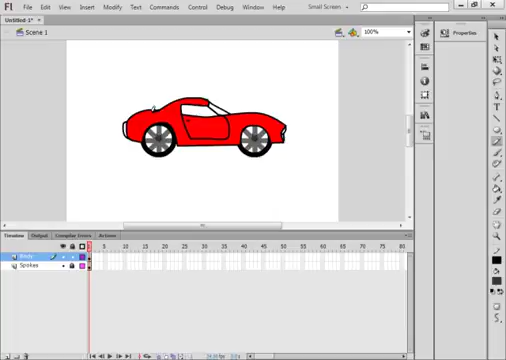 Fl File Edit View Insert Modify Text Commands Control Debug Window Help Small Screen
Untitled-1*
Scene 1 100%
Properties
Timeline Output Compiler Errors Actions
1 5 10 15 20 25 30 35 40 45 50 55 60 65 70 75 80
Body
Spokes